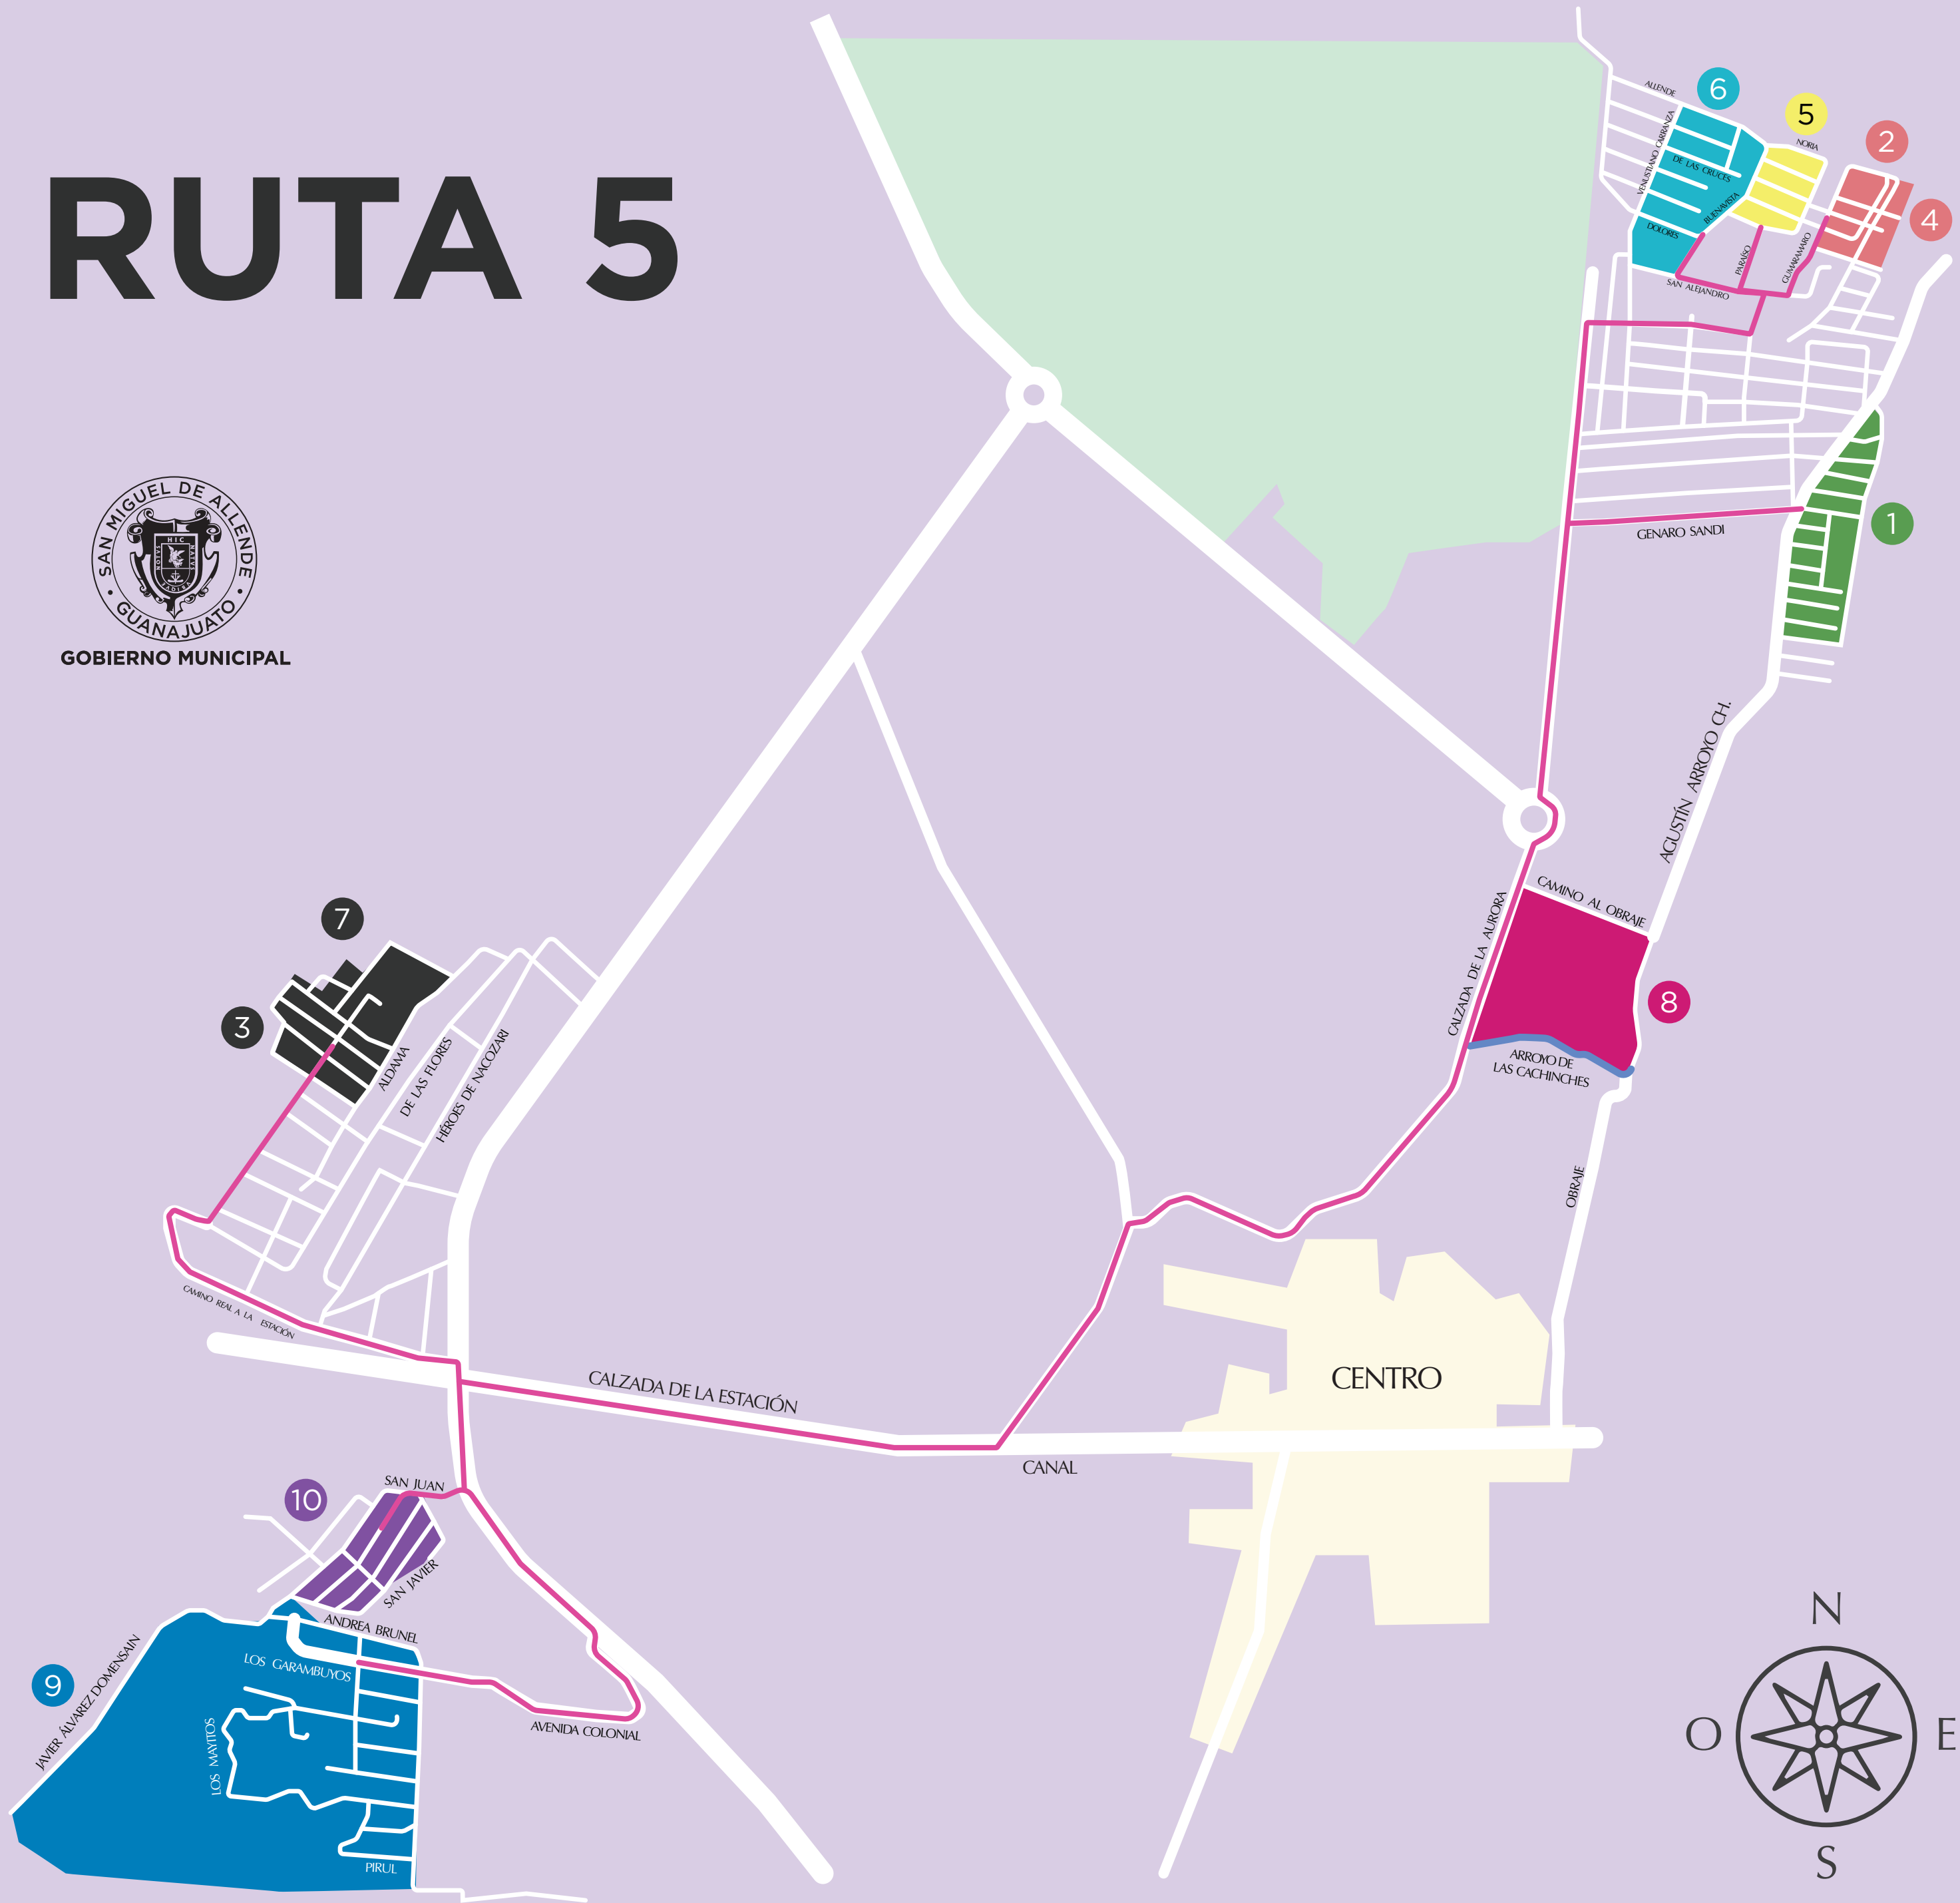 RUTA 5
SAN MIGUEL DE ALLENDE
HIC
GUANAJUATO
GOBIERNO MUNICIPAL
6
5
2
4
1
ALLENDE
VENUSTIANO CARRANZA
DE LAS CRUCES
BUENAVISTA
DOLORES
NORIA
PARAÍSO
GUIMARAMARO
SAN ALEJANDRO
GENARO SANDI
AGUSTÍN ARROYO CH.
CAMINO AL OBRAJE
CALZADA DE LA AURORA
8
ARROYO DE
LAS CACHINCHES
OBRAJE
7
3
ALDAMA
DE LAS FLORES
HÉROES DE NACOZARI
CAMINO REAL A LA ESTACIÓN
CALZADA DE LA ESTACIÓN
CENTRO
CANAL
10
SAN JUAN
SAN JAVIER
ANDREA BRUNEL
LOS GARAMBUYOS
9
JAVIER ÁLVAREZ DOMENSAIN
LOS MAYITOS
AVENIDA COLONIAL
PIRUL
N
O
E
S